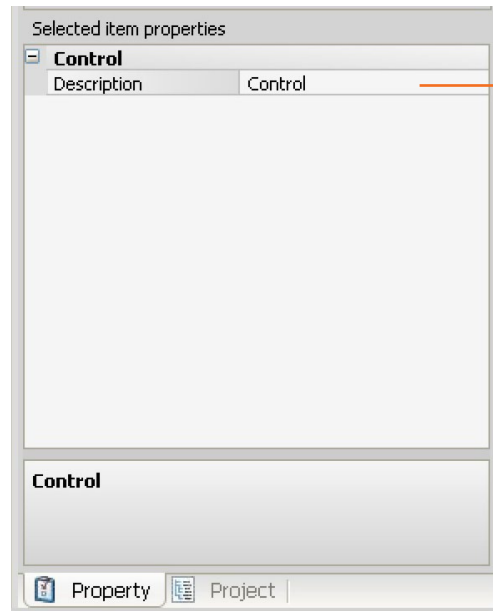 Selected item properties
Control
Description Control
Control
Property Project